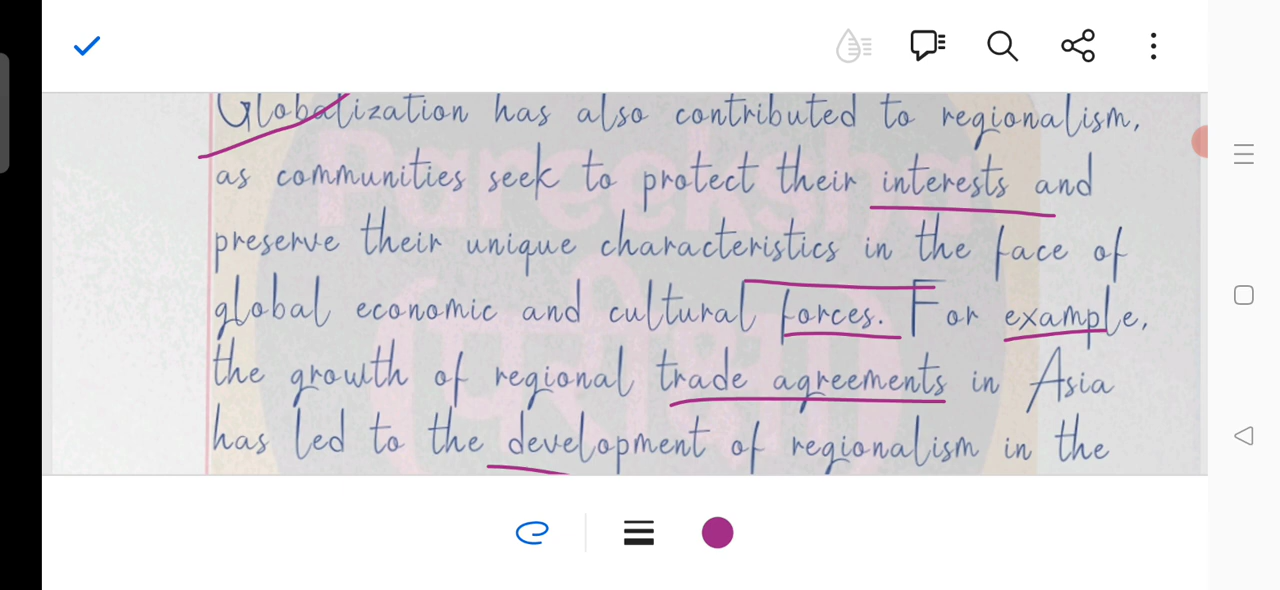 Globalization has also contributed to regionalism,
as communities seek to protect their interests and
preserve their unique characteristics in the face of
global economic and cultural forces. For example,
the growth of regional trade agreements in Asia
has led to the development of regionalism in the
Pareeksha